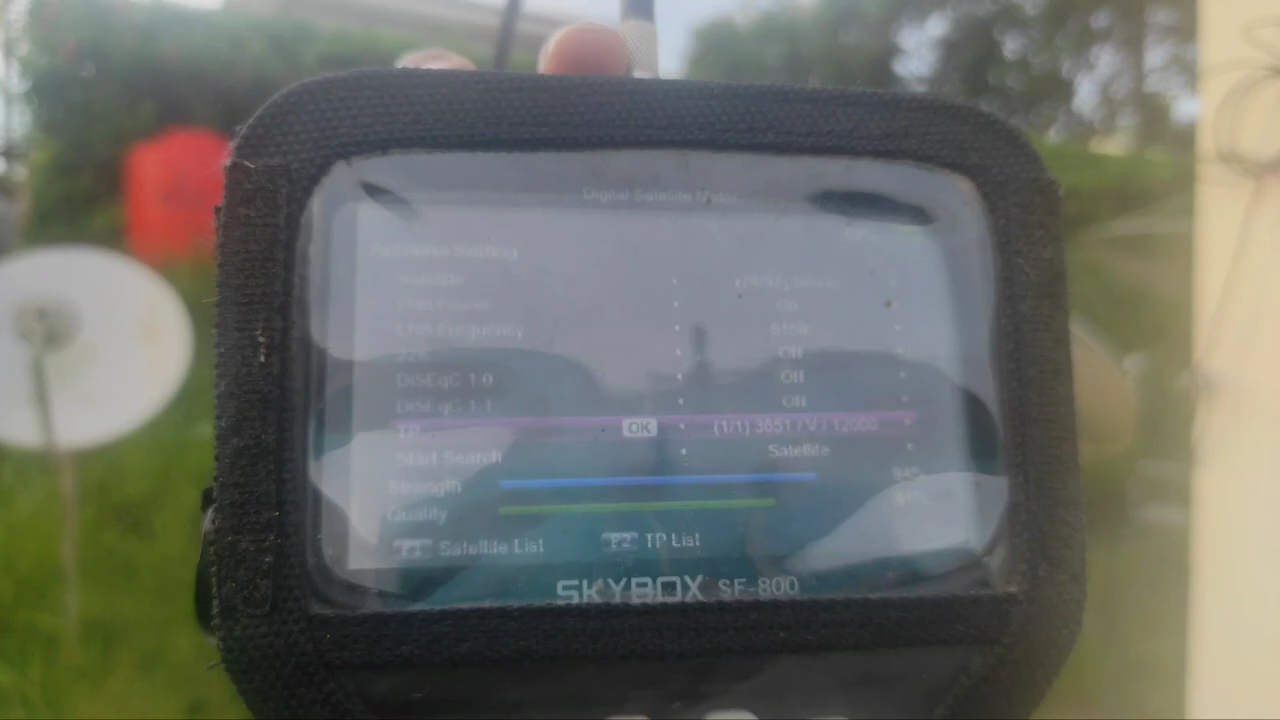 Digital Satellite Meter
Setting
LNB Power On
LNB Frequency 5150
22K Off
DiSEqC 1.0 Off
DiSEqC 1.1 Off
TP OK (1/1) 3651 / V / 12000
Start Search Satellite
Strength 94%
Quality
F1 Satellite List F2 TP List
SKYBOX SF-800